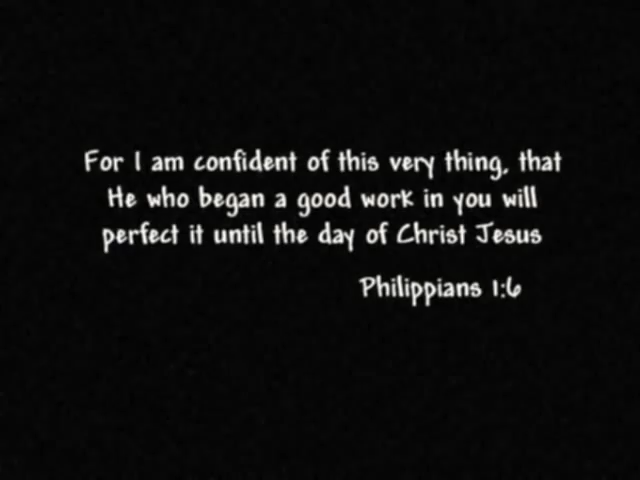 For I am confident of this very thing, that
He who began a good work in you will
perfect it until the day of Christ Jesus
Philippians 1:6